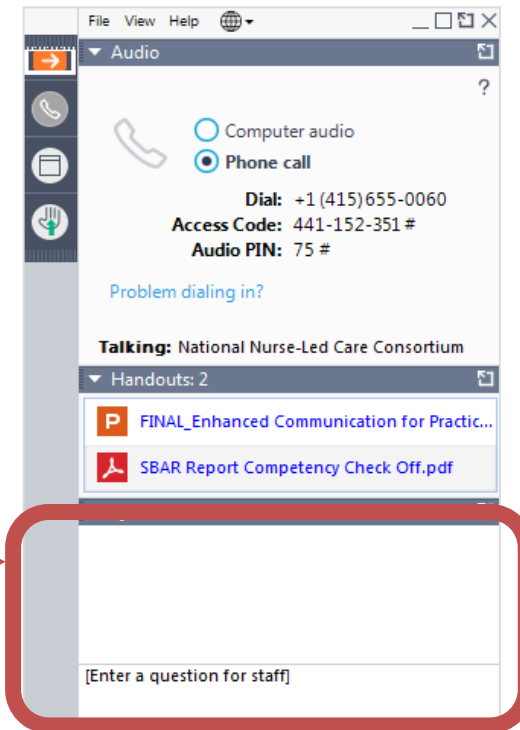 File View Help
Audio
?
Computer audio
Phone call
Dial: +1 (415) 655-0060
Access Code: 441-152-351 #
Audio PIN: 75 #
Problem dialing in?
Talking: National Nurse-Led Care Consortium
Handouts: 2
P FINAL_Enhanced Communication for Practic...
SBAR Report Competency Check Off.pdf
[Enter a question for staff]